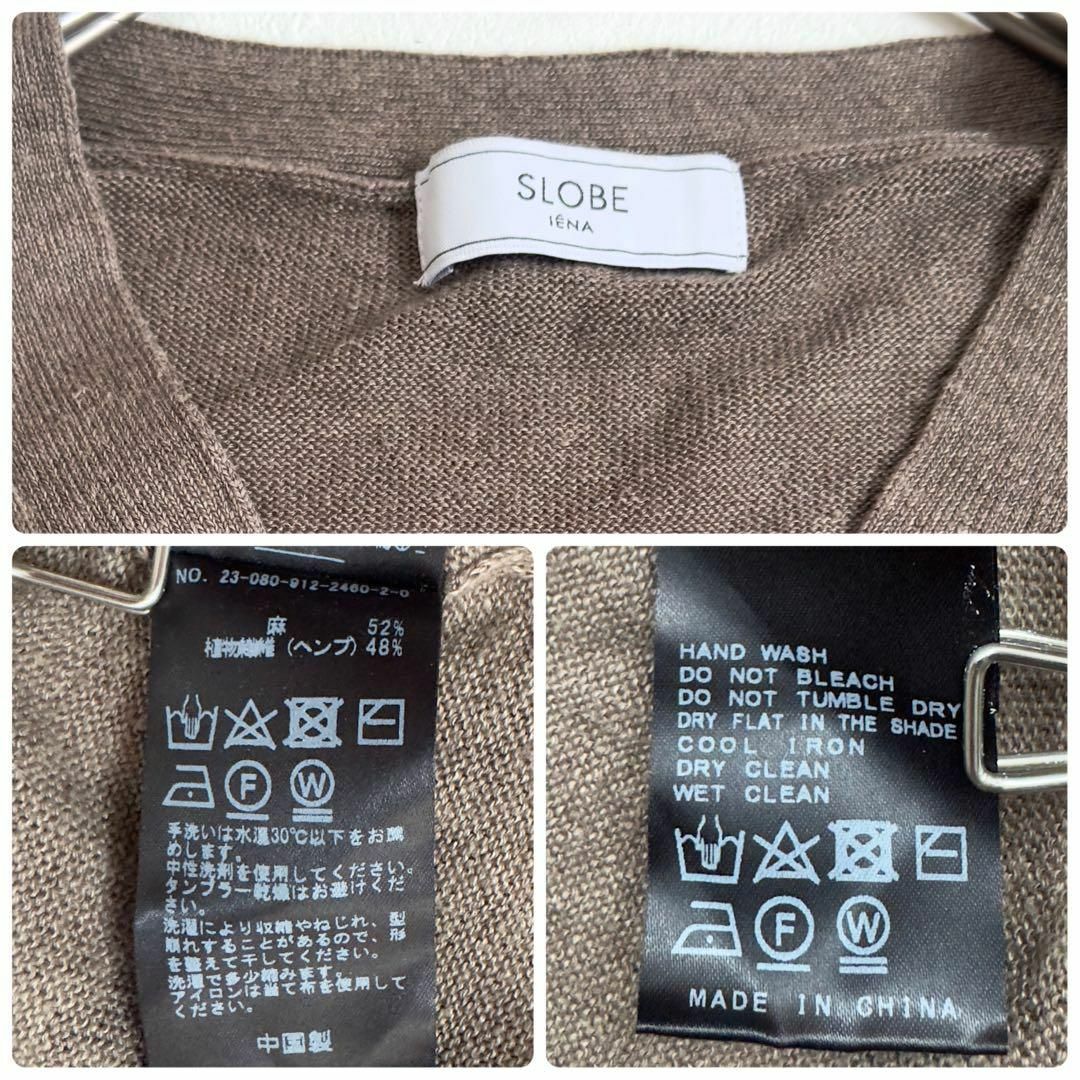 SLOBE
IÉNA
NO. 23-080-912-2460-2-0
麻 52%
植物繊維 (ヘンプ) 48%
F W
手洗いは水温30℃以下をお勧
めします。
中性洗剤を使用してください。
タンブラー乾燥はお避けくだ
さい。
洗濯により収縮やねじれ、型
崩れすることがあるので、形
を整えて干してください。
洗濯で多少縮みます。
アイロンは当て布を使用して
ください。
中国製
HAND WASH
DO NOT BLEACH
DO NOT TUMBLE DRY
DRY FLAT IN THE SHADE
COOL IRON
DRY CLEAN
WET CLEAN
F W
MADE IN CHINA